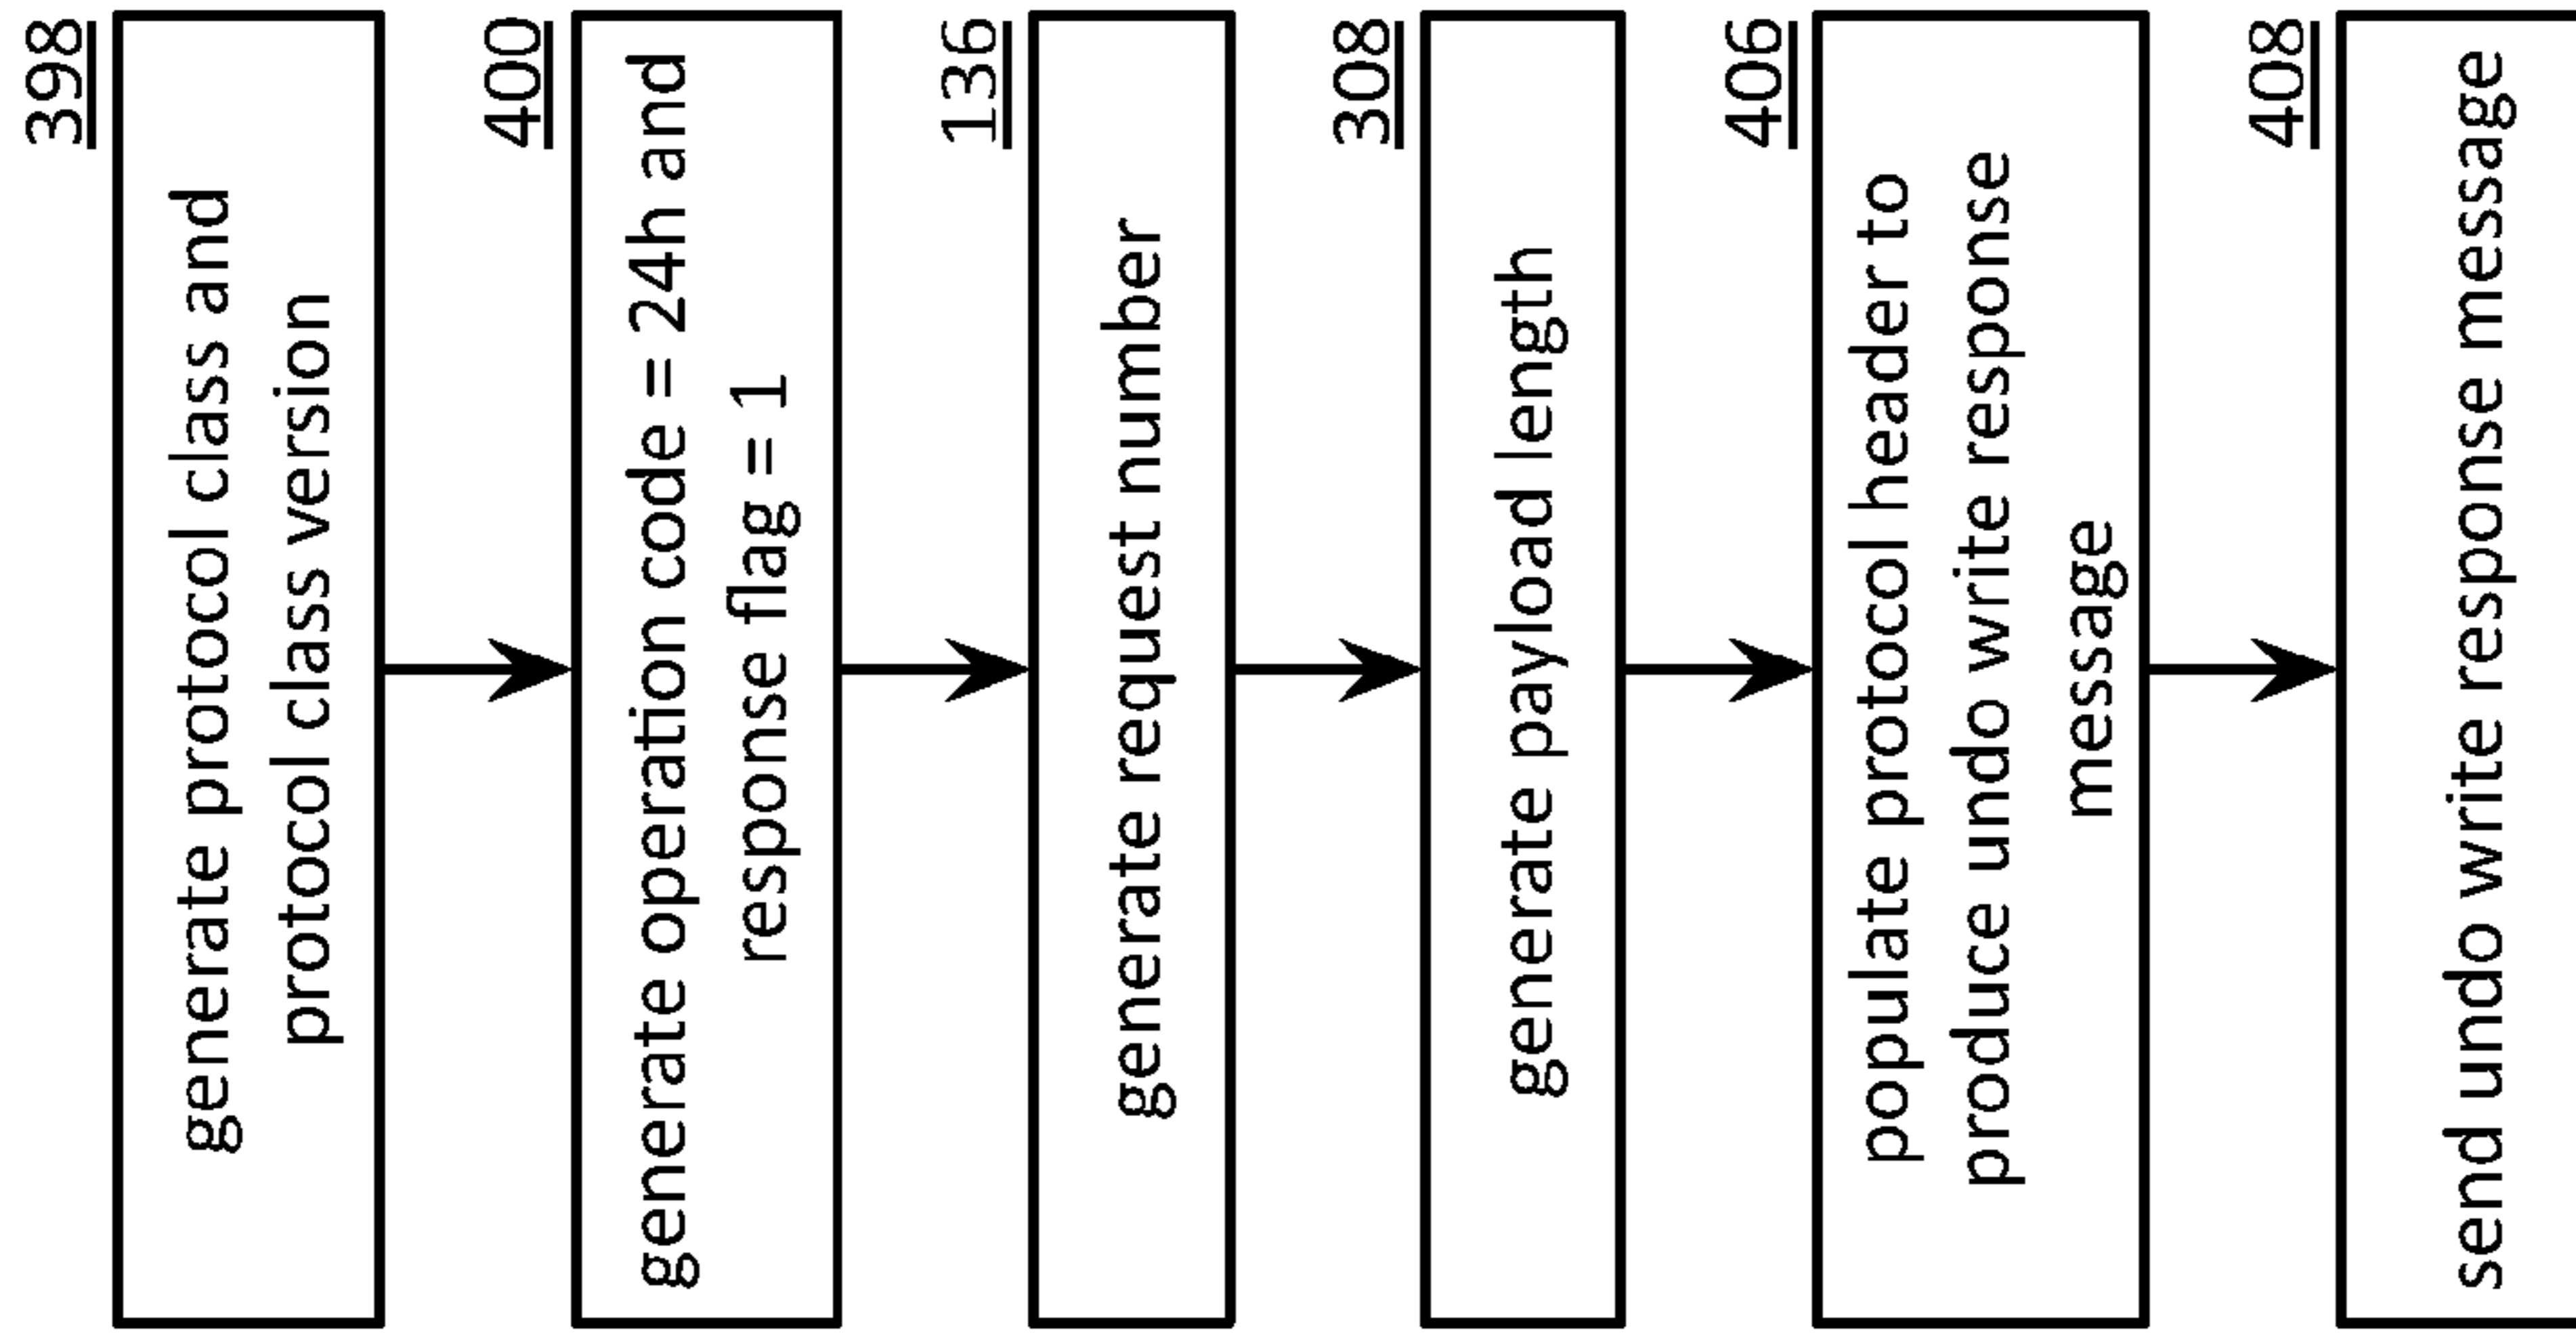 398
generate protocol class and
protocol class version
400
generate operation code = 24h and
response flag = 1
136
generate request number
308
generate payload length
406
populate protocol header to
produce undo write response
message
408
send undo write response message